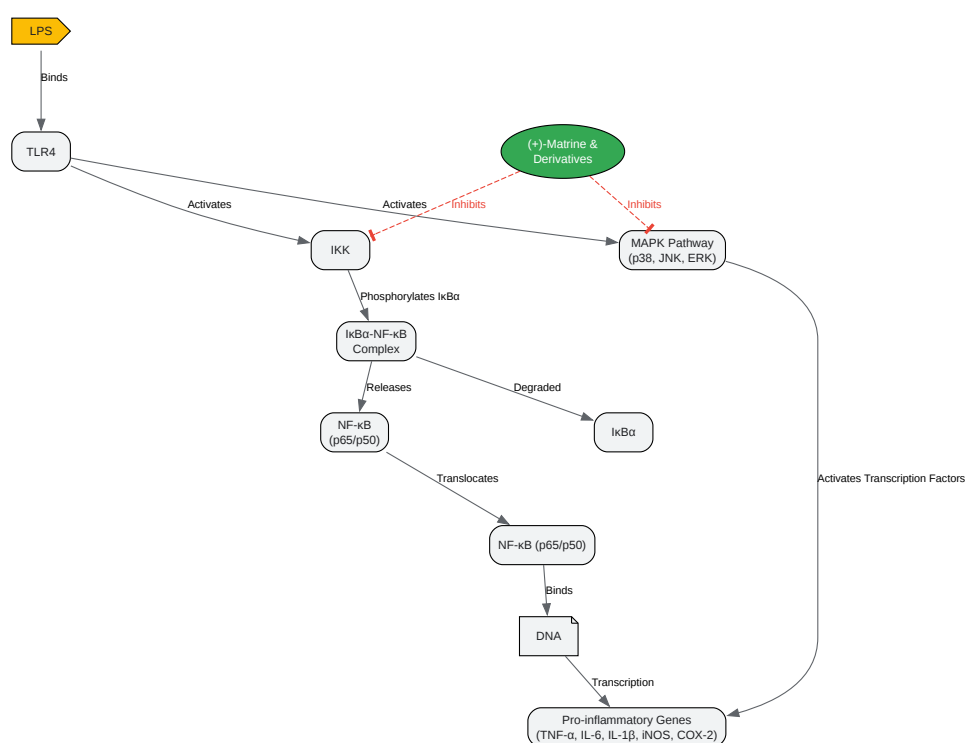 LPS
Binds
TLR4
(+)-Matrine &
Derivatives
Activates
Activates
Inhibits
Inhibits
IKK
MAPK Pathway
(p38, JNK, ERK)
Phosphorylates IκBα
IκBα-NF-κB
Complex
Releases
Degraded
NF-κB
(p65/p50)
IκBα
Translocates
Activates Transcription Factors
NF-κB (p65/p50)
Binds
DNA
Transcription
Pro-inflammatory Genes
(TNF-α, IL-6, IL-1β, iNOS, COX-2)